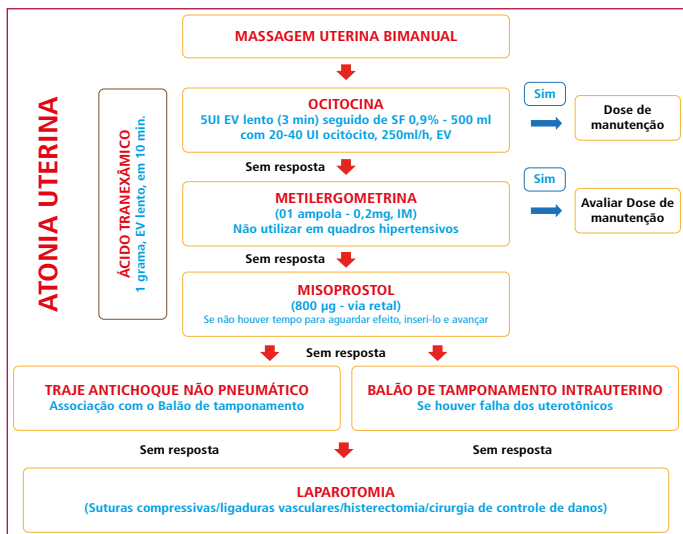 MASSAGEM UTERINA BIMANUAL
ATONIA UTERINA
ÁCIDO TRANEXÂMICO
1 grama, EV lento, em 10 min.
OCITOCINA
5UI EV lento (3 min) seguido de SF 0,9% - 500 ml
com 20-40 UI ocitócito, 250ml/h, EV
Sim
Dose de
manutenção
Sem resposta
METILERGOMETRINA
(01 ampola - 0,2mg, IM)
Não utilizar em quadros hipertensivos
Sim
Avaliar Dose de
manutenção
Sem resposta
MISOPROSTOL
(800 µg - via retal)
Se não houver tempo para aguardar efeito, inseri-lo e avançar
Sem resposta
TRAJE ANTICHOQUE NÃO PNEUMÁTICO
Associação com o Balão de tamponamento
BALÃO DE TAMPONAMENTO INTRAUTERINO
Se houver falha dos uterotônicos
Sem resposta
Sem resposta
LAPAROTOMIA
(Suturas compressivas/ligaduras vasculares/histerectomia/cirurgia de controle de danos)